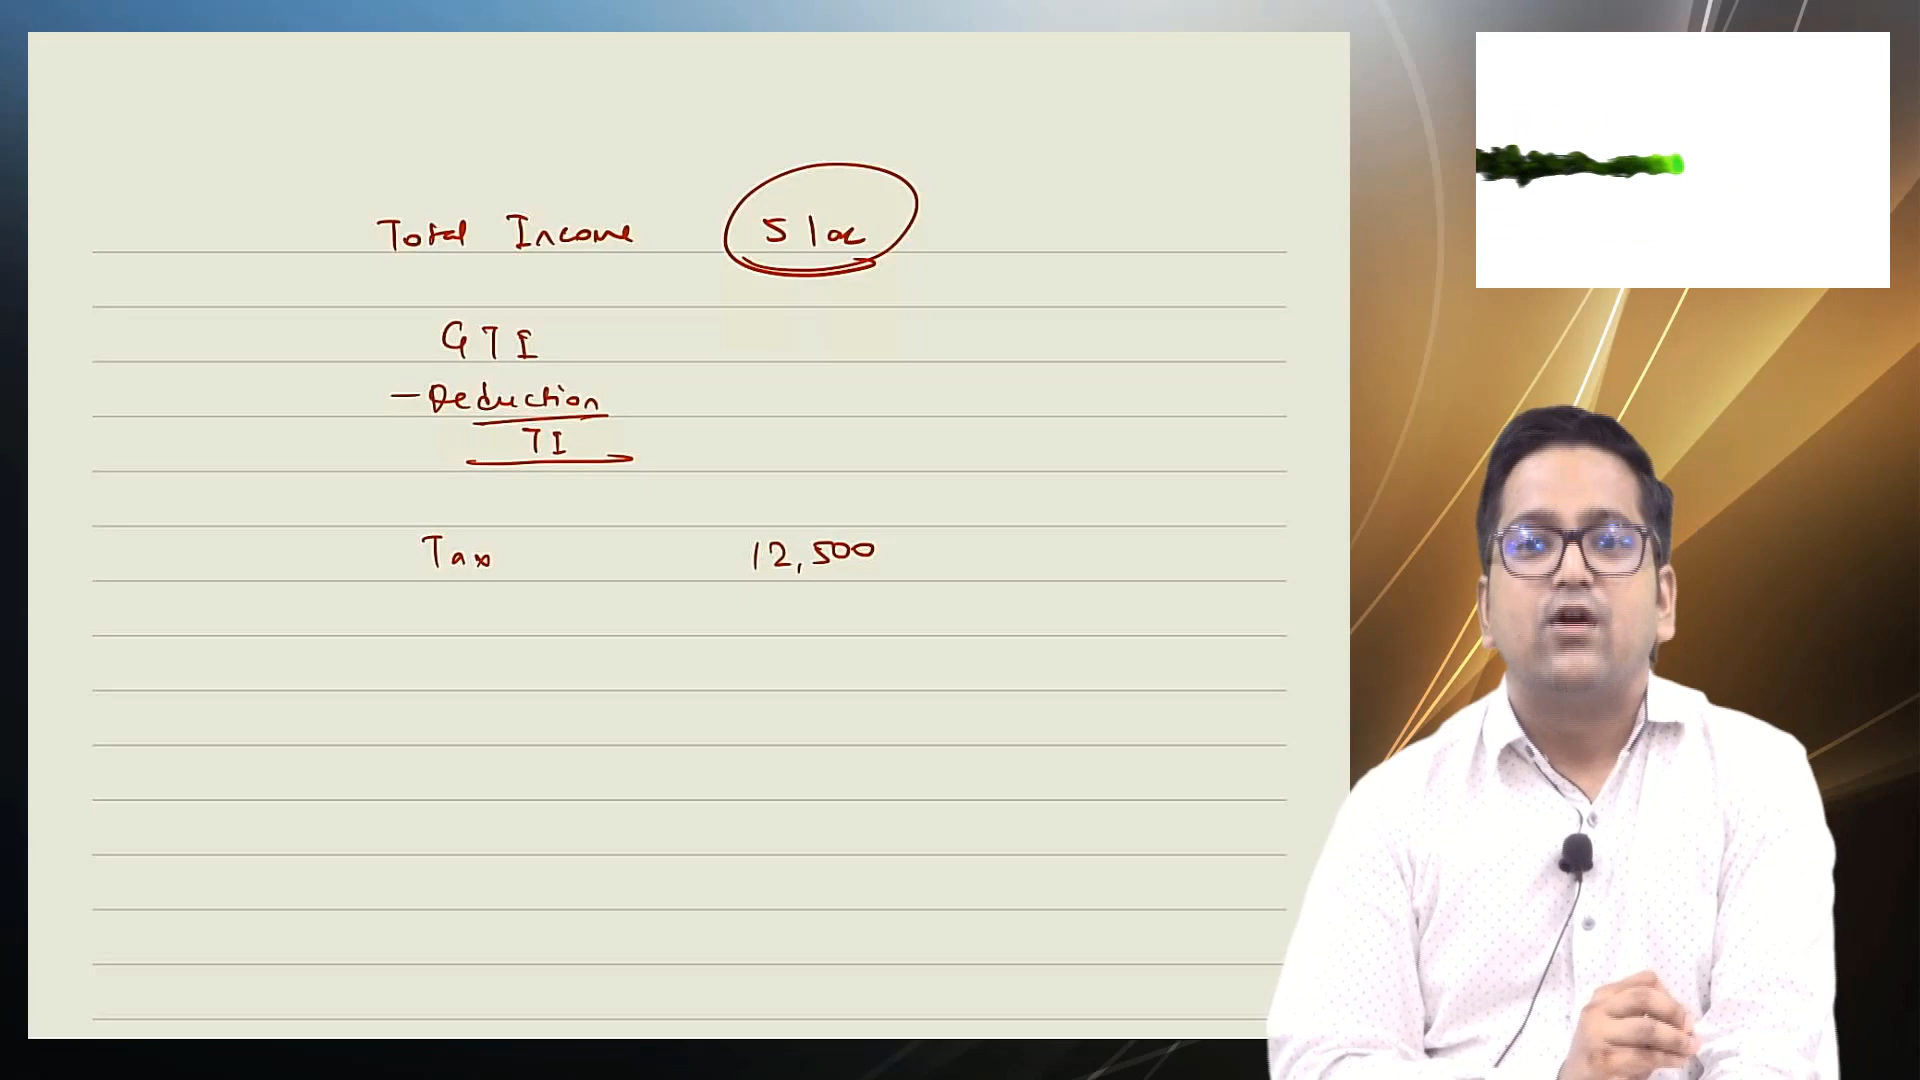 Total Income 5 lac
GTI
- Deduction
TI
Tax 12,500